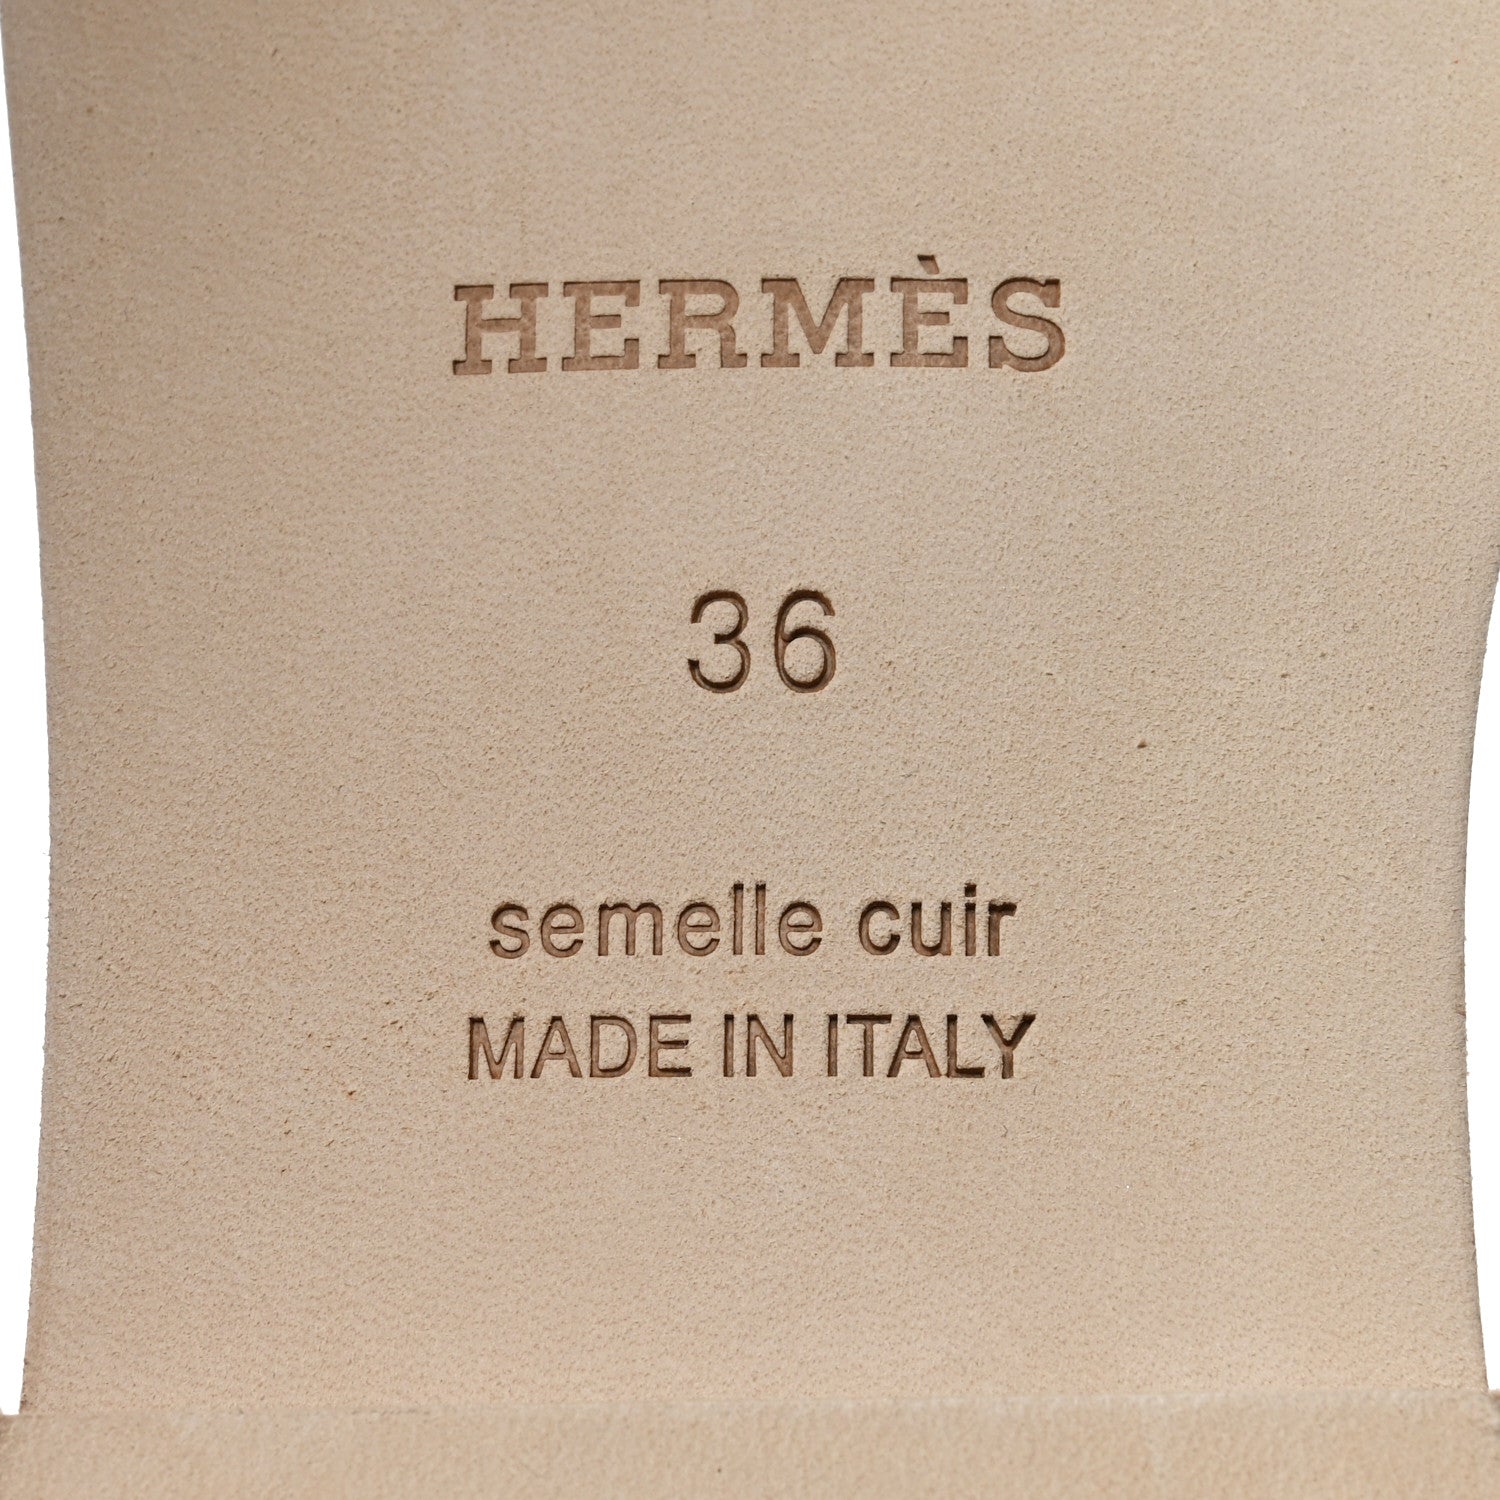 HERMÈS
36
semelle cuir
MADE IN ITALY